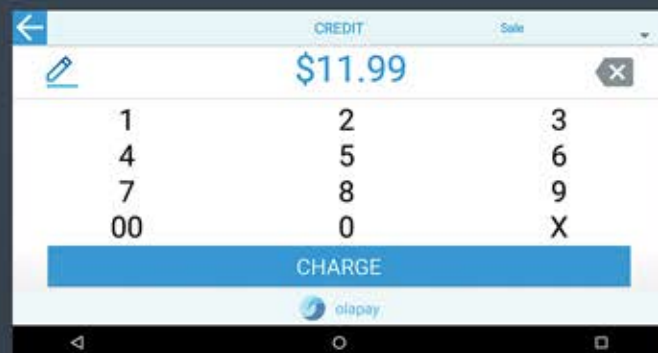 CREDIT Sale
$11.99
1 2 3
4 5 6
7 8 9
00 0 X
CHARGE
olapay